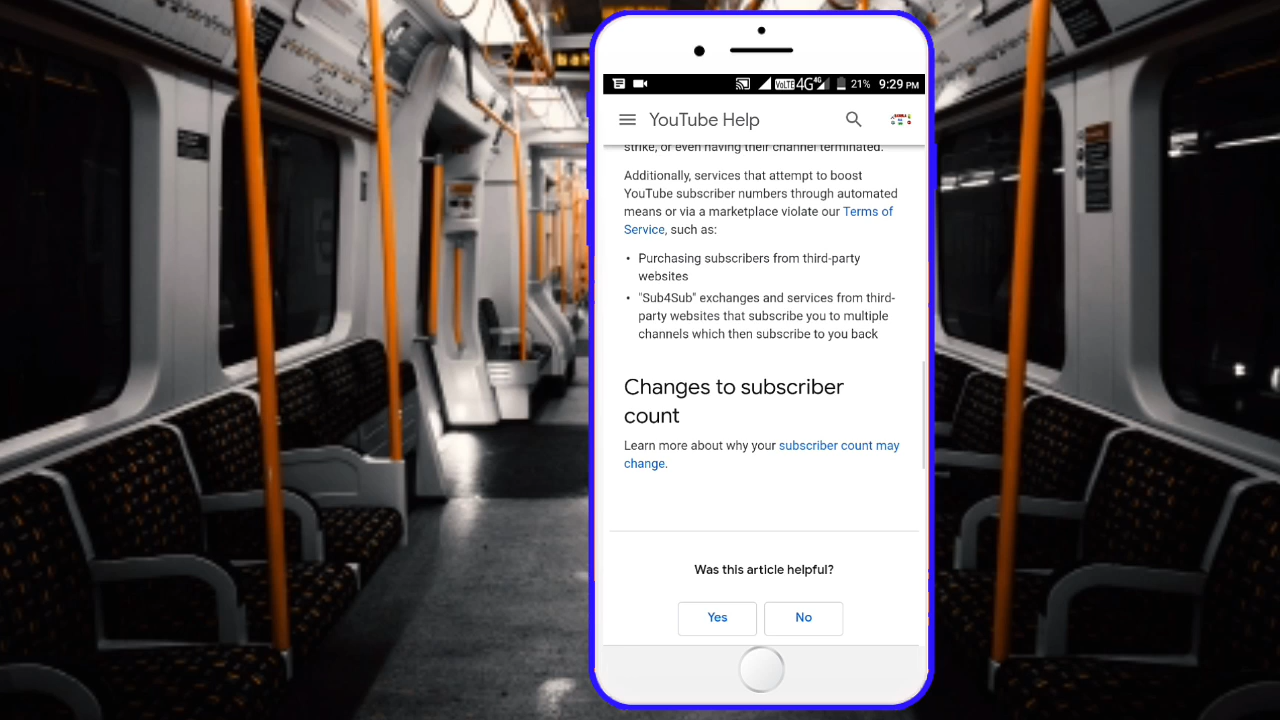 VoLTE 4G 4G 21% 9:29 PM
YouTube Help
strike, or even having their channel terminated.
Additionally, services that attempt to boost
YouTube subscriber numbers through automated
means or via a marketplace violate our Terms of
Service, such as:
• Purchasing subscribers from third-party
websites
• "Sub4Sub" exchanges and services from third-
party websites that subscribe you to multiple
channels which then subscribe to you back
Changes to subscriber
count
Learn more about why your subscriber count may
change.
Was this article helpful?
Yes
No